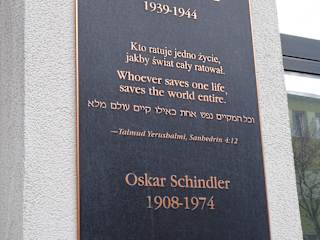 1939-1944
Kto ratuje jedno życie,
jakby świat cały ratował.
Whoever saves one life,
saves the world entire.
וכל המקיים נפש אחת כאילו קיים עולם מלא
—Talmud Yerushalmi, Sanhedrin 4:12
Oskar Schindler
1908-1974